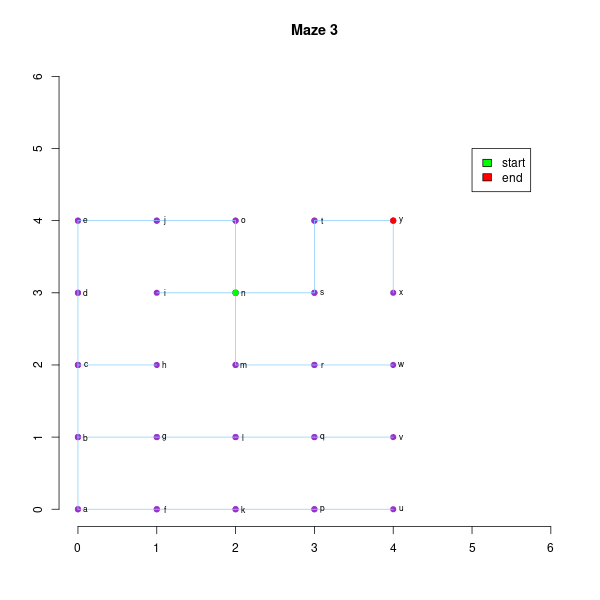 Maze 3
6
5
start
end
4
e j o t y
3
d i n s x
2
c h m r w
1
b g l q v
0
a f k p u
0 1 2 3 4 5 6